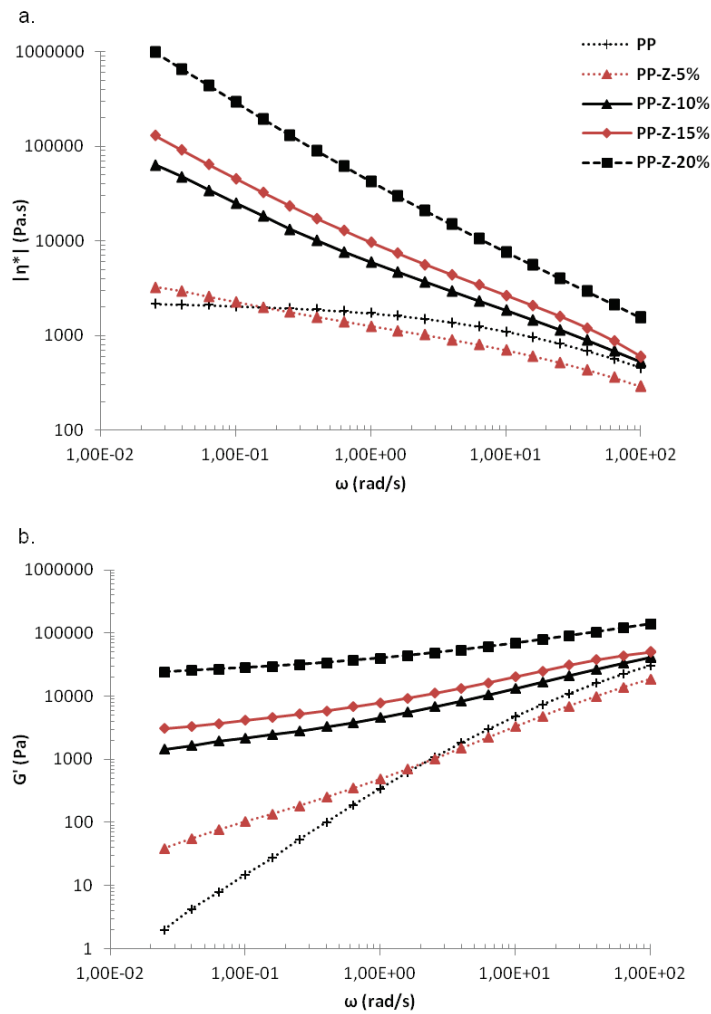 a.
1000000
100000
10000
1000
100
|η*| (Pa.s)
1,00E-02 1,00E-01 1,00E+00 1,00E+01 1,00E+02
ω (rad/s)
PP
PP-Z-5%
PP-Z-10%
PP-Z-15%
PP-Z-20%
b.
1000000
100000
10000
1000
100
10
1
G' (Pa)
1,00E-02 1,00E-01 1,00E+00 1,00E+01 1,00E+02
ω (rad/s)